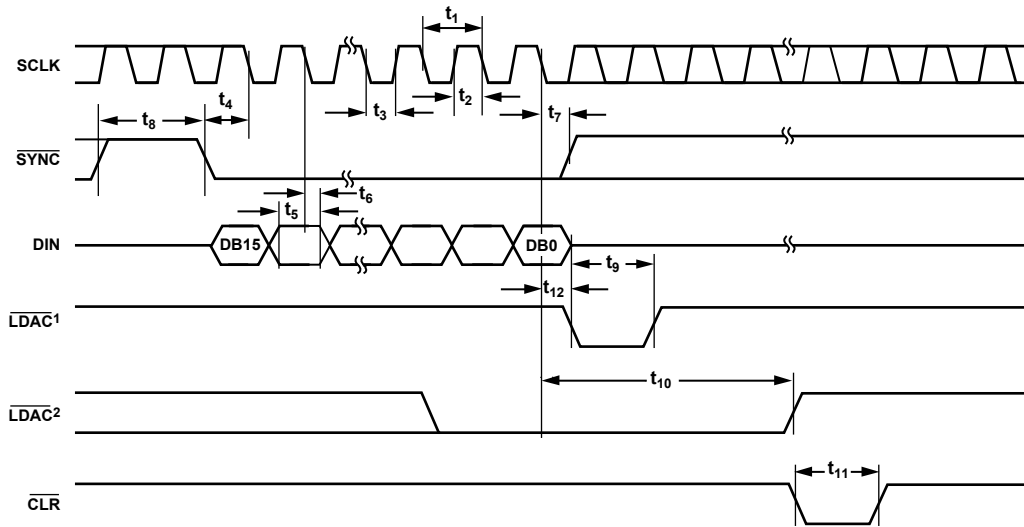 t₁
SCLK
t₄ t₃ t₂ t₇
t₈
SYNC
t₆
t₅
DIN DB15 DB0
t₉
t₁₂
LDAC¹
t₁₀
LDAC²
t₁₁
CLR